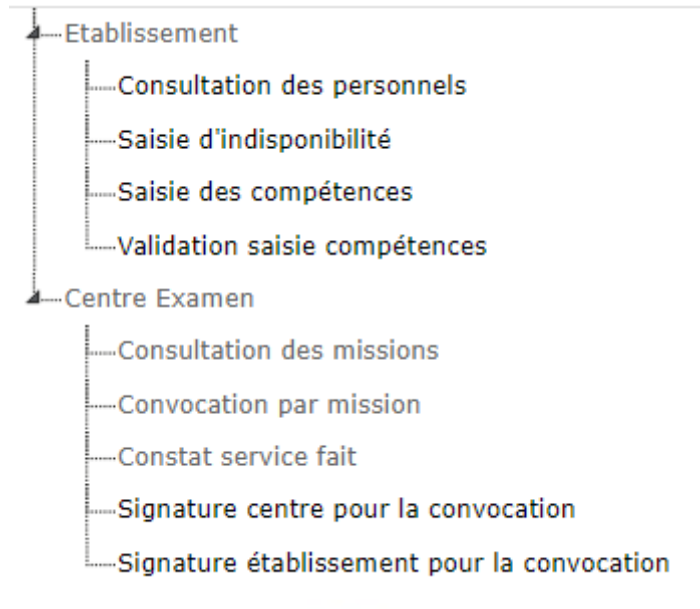 Etablissement
Consultation des personnels
Saisie d'indisponibilité
Saisie des compétences
Validation saisie compétences
Centre Examen
Consultation des missions
Convocation par mission
Constat service fait
Signature centre pour la convocation
Signature établissement pour la convocation